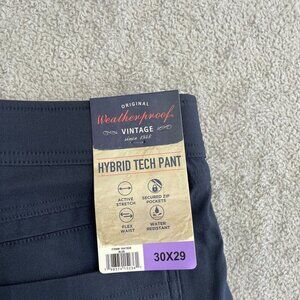 ORIGINAL
Weatherproof
VINTAGE
since 1948
HYBRID TECH PANT
ACTIVE
STRETCH
SECURED ZIP
POCKETS
FLEX
WAIST
WATER
RESISTANT
30X29